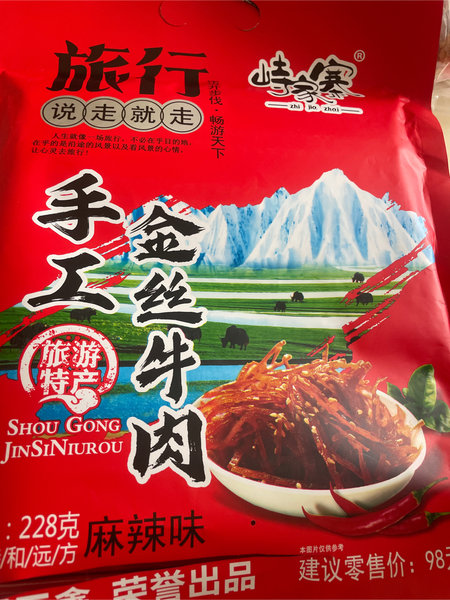 旅行
说走就走
异步伐·畅游天下
人生就像一场旅行，不必在乎目的地，
在乎的是沿途的风景以及看风景的心情，
让心灵去旅行！
峙家寨®
zhi jia zhai
手工
金丝牛肉
旅游
特产
SHOU GONG
JINSINIUROU
：228克
和/远/方
麻辣味
本图片仅供参考
建议零售价：98
荣誉出品